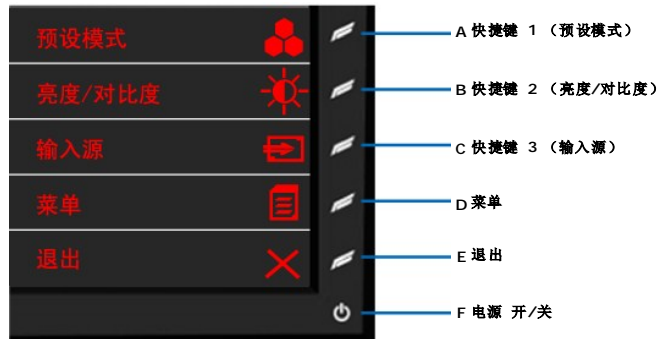 预设模式
A 快捷键 1 （预设模式）
亮度/对比度
B 快捷键 2 （亮度/对比度）
输入源
C 快捷键 3 （输入源）
菜单
D 菜单
退出
E 退出
F 电源 开/关